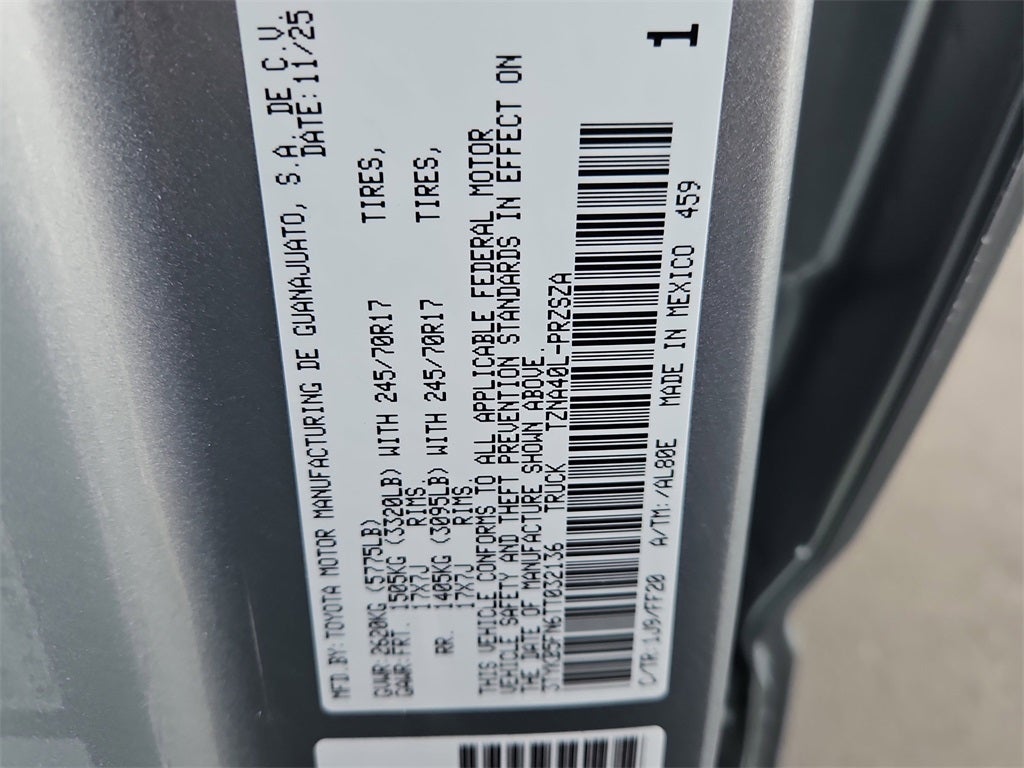 MFD.BY:TOYOTA MOTOR MANUFACTURING DE GUANAJUATO, S.A. DE C.V.
DATE:11/25
GVWR:2620KG (5775LB)
GAWR:FRT. 1505KG (3320LB) WITH 245/70R17 TIRES,
17X7J RIMS.
RR. 1405KG (3095LB) WITH 245/70R17 TIRES,
17X7J RIMS.
THIS VEHICLE CONFORMS TO ALL APPLICABLE FEDERAL MOTOR
VEHICLE SAFETY AND THEFT PREVENTION STANDARDS IN EFFECT ON
THE DATE OF MANUFACTURE SHOWN ABOVE.
3TYKD5FN6TT032136 TRUCK TZNA40L-PRZSZA
C/TR:1J9/FF20 A/TM:/AL80E MADE IN MEXICO 459
1